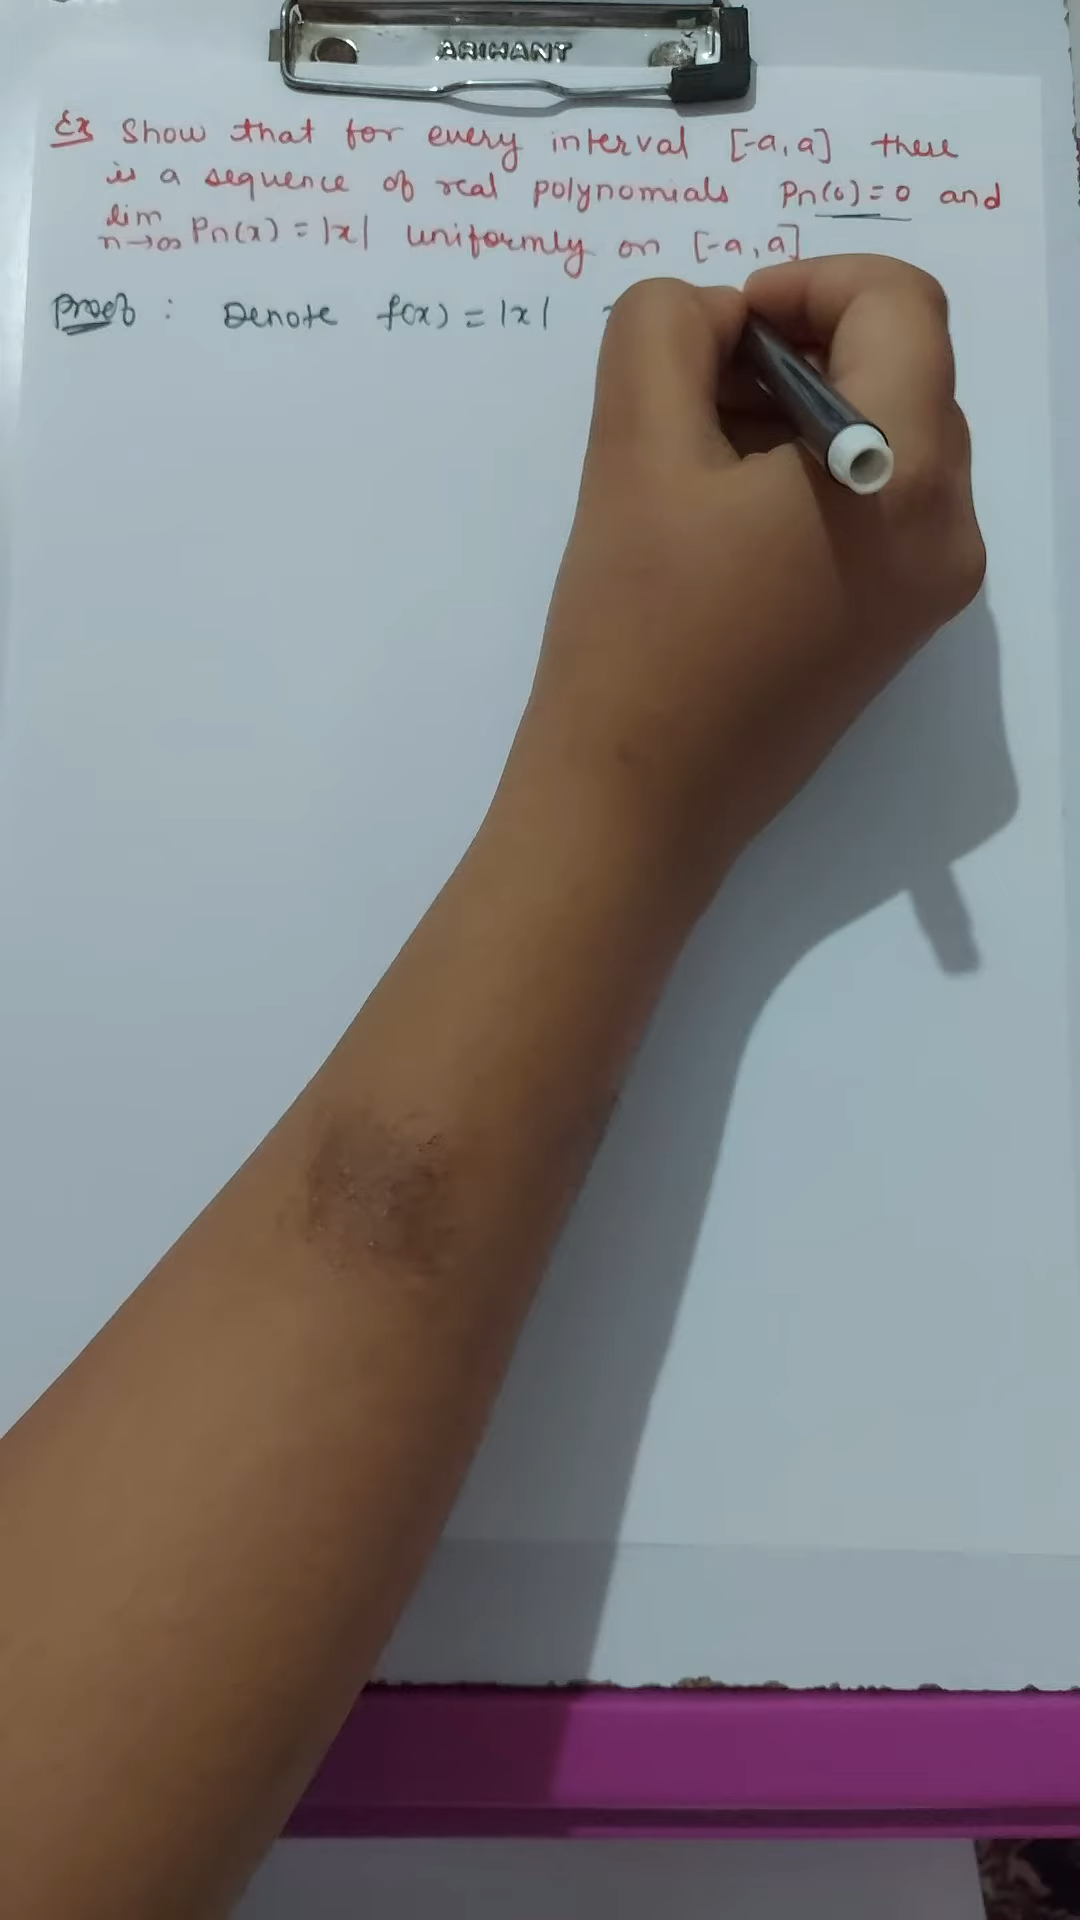 ARIHANT
Ex Show that for every interval [-a,a] there
is a sequence of real polynomials Pn(0)=0 and
lim n→∞ Pn(x) = |x| uniformly on [-a,a]
Proof : Denote f(x) = |x|